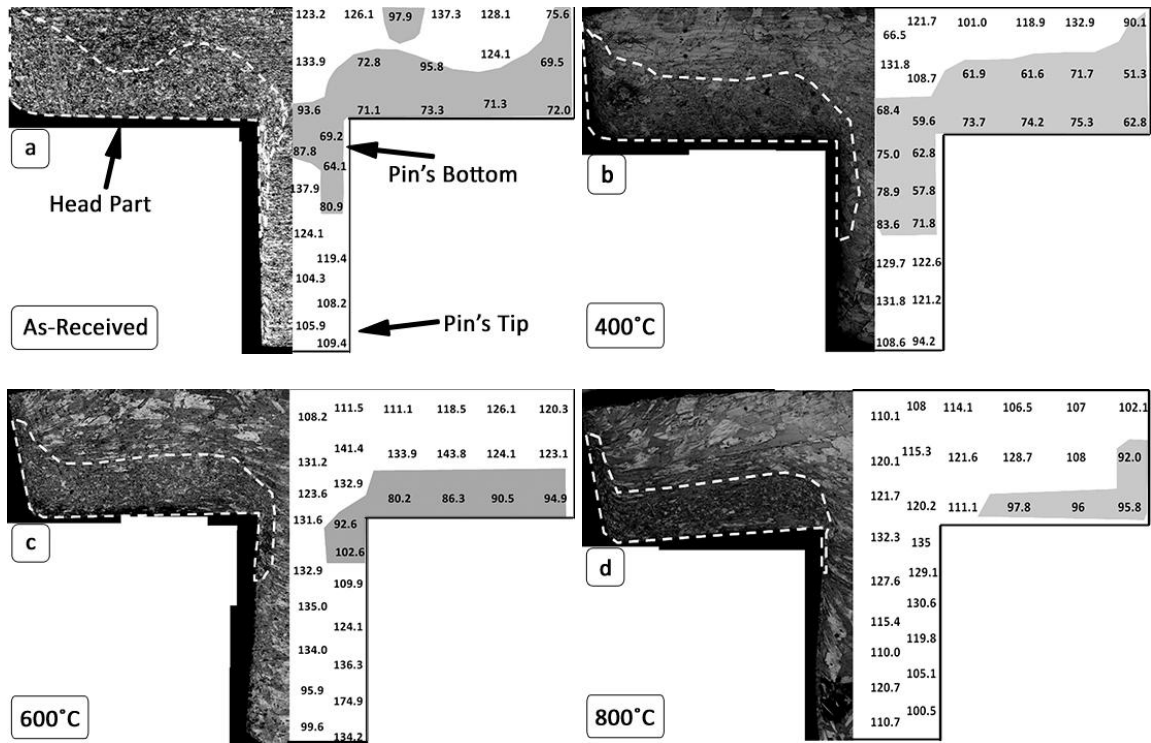 123.2 126.1 97.9 137.3 128.1 75.6
133.9 72.8 95.8 124.1 69.5
93.6 71.1 73.3 71.3 72.0
69.2
87.8
64.1
137.9
80.9
124.1
119.4
104.3
108.2
105.9
109.4
a
Head Part
Pin's Bottom
Pin's Tip
As-Received
121.7 101.0 118.9 132.9 90.1
66.5
131.8
108.7 61.9 61.6 71.7 51.3
68.4
59.6 73.7 74.2 75.3 62.8
75.0 62.8
78.9 57.8
83.6 71.8
129.7 122.6
131.8 121.2
108.6 94.2
b
400°C
108.2 111.5 111.1 118.5 126.1 120.3
141.4 133.9 143.8 124.1 123.1
131.2
132.9
123.6 80.2 86.3 90.5 94.9
131.6 92.6
102.6
132.9
109.9
135.0
124.1
134.0
136.3
95.9
174.9
99.6
134.2
c
600°C
110.1 108 114.1 106.5 107 102.1
120.1 115.3 121.6 128.7 108 92.0
121.7
120.2 111.1 97.8 96 95.8
132.3 135
129.1
127.6
130.6
115.4
119.8
110.0
105.1
120.7
100.5
110.7
d
800°C